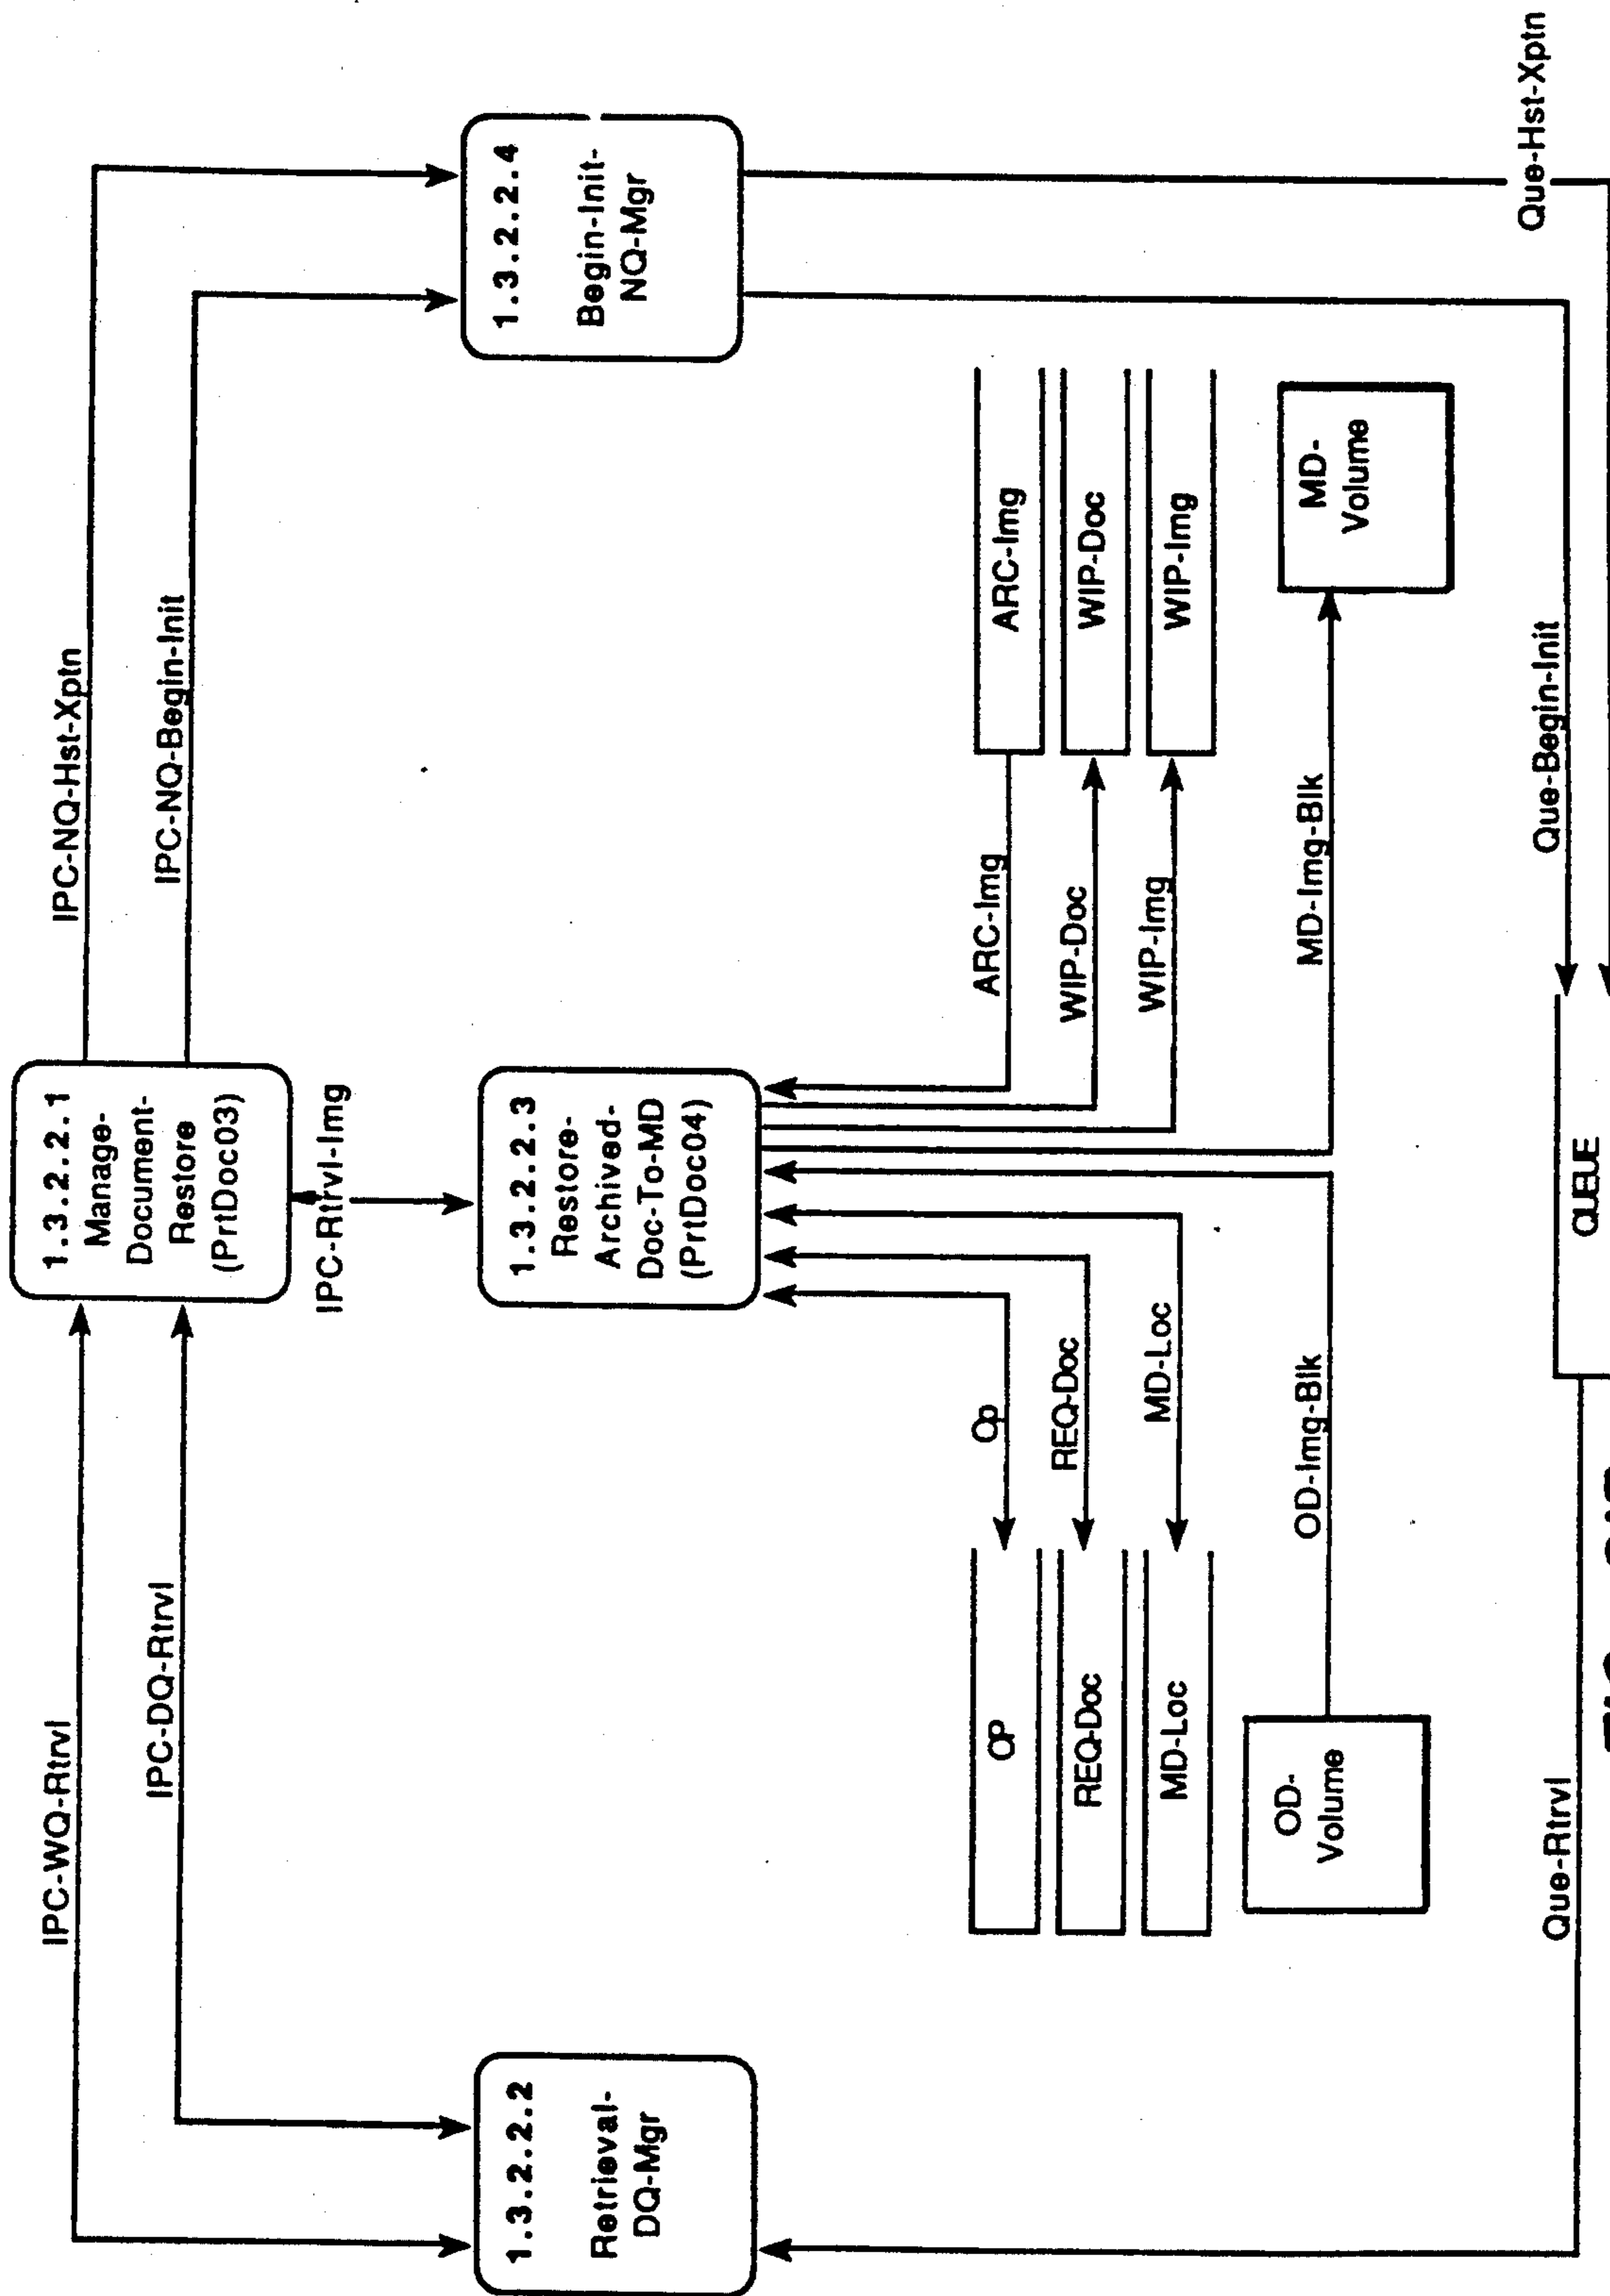 IPC-WQ-Rtrvl
IPC-DQ-Rtrvl
1.3.2.2.1
Manage-
Document-
Restore
(PrtDoc03)
IPC-NQ-Hst-Xptn
IPC-NQ-Begin-Init
IPC-Rtrvl-Img
1.3.2.2.2
Retrieval-
DQ-Mgr
1.3.2.2.3
Restore-
Archived-
Doc-To-MD
(PrtDoc04)
1.3.2.2.4
Begin-Init-
NQ-Mgr
OP
Op
ARC-Img
ARC-Img
REQ-Doc
REQ-Doc
WIP-Doc
WIP-Doc
MD-Loc
MD-Loc
WIP-Img
WIP-Img
OD-
Volume
OD-Img-Blk
MD-Img-Blk
MD-
Volume
Que-Rtrvl
QUEUE
Que-Begin-Init
Que-Hst-Xptn